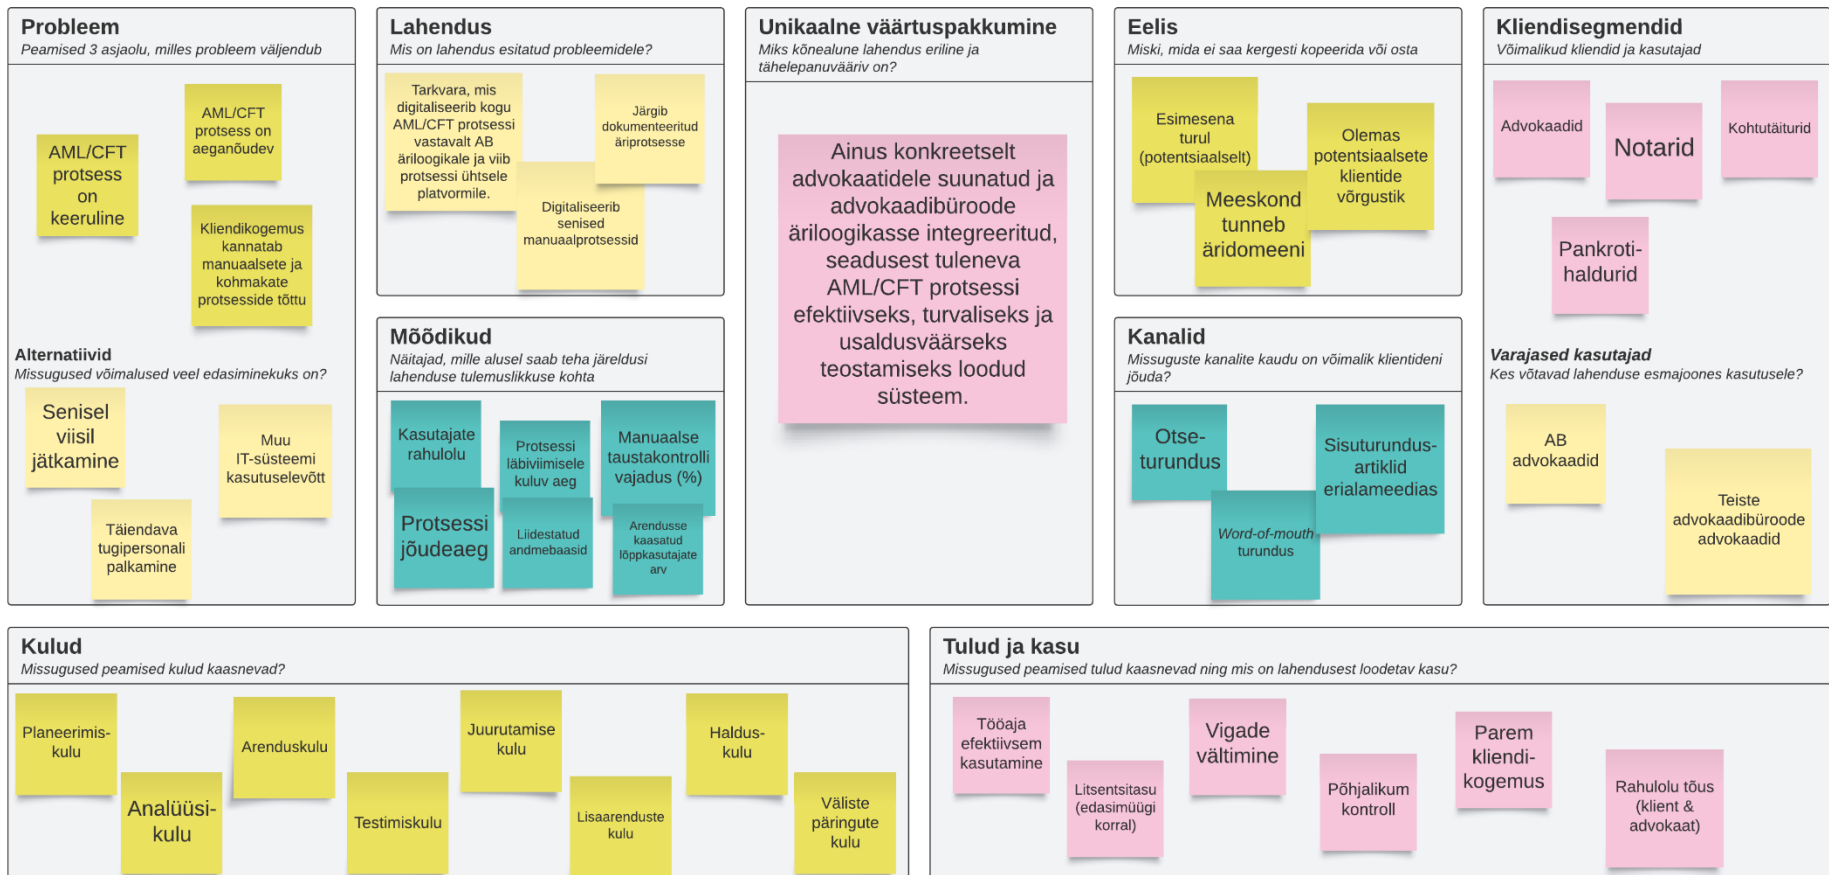 Probleem
Peamised 3 asjaolu, milles probleem väljendub
AML/CFT
protsess
on
keeruline
AML/CFT
protsess on
aeganõudev
Kliendikogemus
kannatab
manuaalsete ja
kohmakate
protsesside tõttu
Alternatiivid
Missugused võimalused veel edasiminekuks on?
Senisel
viisil
jätkamine
Muu
IT-süsteemi
kasutuselevõtt
Täiendava
tugipersonali
palkamine
Lahendus
Mis on lahendus esitatud probleemidele?
Tarkvara, mis
digitaliseerib kogu
AML/CFT protsessi
vastavalt AB
äriloogikale ja viib
protsessi ühtsele
platvormile.
Järgib
dokumenteeritud
äriprotsesse
Digitaliseerib
senised
manuaalprotsessid
Mõõdikud
Näitajad, mille alusel saab teha järeldusi
lahenduse tulemuslikkuse kohta
Kasutajate
rahulolu
Protsessi
läbiviimisele
kuluv aeg
Manuaalse
taustakontrolli
vajadus (%)
Protsessi
jõudeaeg
Liidestatud
andmebaasid
Arendusse
kaasatud
lõppkasutajate
arv
Unikaalne väärtuspakkumine
Miks kõnealune lahendus eriline ja
tähelepanuvääriv on?
Ainus konkreetselt
advokaatidele suunatud ja
advokaadibüroode
äriloogikasse integreeritud,
seadusest tuleneva
AML/CFT protsessi
efektiivseks, turvaliseks ja
usaldusväärseks
teostamiseks loodud
süsteem.
Eelis
Miski, mida ei saa kergesti kopeerida või osta
Esimesena
turul
(potentsiaalselt)
Olemas
potentsiaalsete
klientide
võrgustik
Meeskond
tunneb
äridomeeni
Kanalid
Missuguste kanalite kaudu on võimalik klientideni
jõuda?
Otse-
turundus
Sisuturundus-
artiklid
erialameedias
Word-of-mouth
turundus
Kliendisegmendid
Võimalikud kliendid ja kasutajad
Advokaadid
Notarid
Kohtutäiturid
Pankroti-
haldurid
Varajased kasutajad
Kes võtavad lahenduse esmajoones kasutusele?
AB
advokaadid
Teiste
advokaadibüroode
advokaadid
Kulud
Missugused peamised kulud kaasnevad?
Planeerimis-
kulu
Analüüsi-
kulu
Arenduskulu
Testimiskulu
Juurutamise
kulu
Lisaarenduste
kulu
Haldus-
kulu
Väliste
päringute
kulu
Tulud ja kasu
Missugused peamised tulud kaasnevad ning mis on lahendusest loodetav kasu?
Tööaja
efektiivsem
kasutamine
Litsentsitasu
(edasimüügi
korral)
Vigade
vältimine
Põhjalikum
kontroll
Parem
kliendi-
kogemus
Rahulolu tõus
(klient &
advokaat)